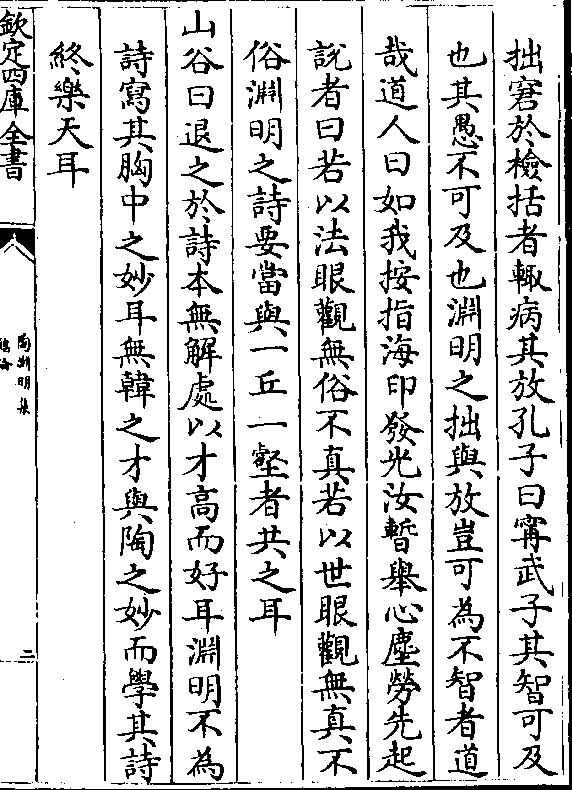 拙窘於檢括者輙病其放孔子曰甯武子其智可及
也其愚不可及也淵明之拙與放豈可為不智者道
哉道人曰如我按指海印發光汝暫舉心塵勞先起
說者曰若以法眼觀無俗不真若以世眼觀無真不
俗淵明之詩要當與一丘一壑者共之耳
山谷曰退之於詩本無解處以才高而好耳淵明不為
詩寫其胸中之妙耳無韓之才與陶之妙而學其詩
終樂天耳
欽定四庫全書
陶淵明集
總論
二